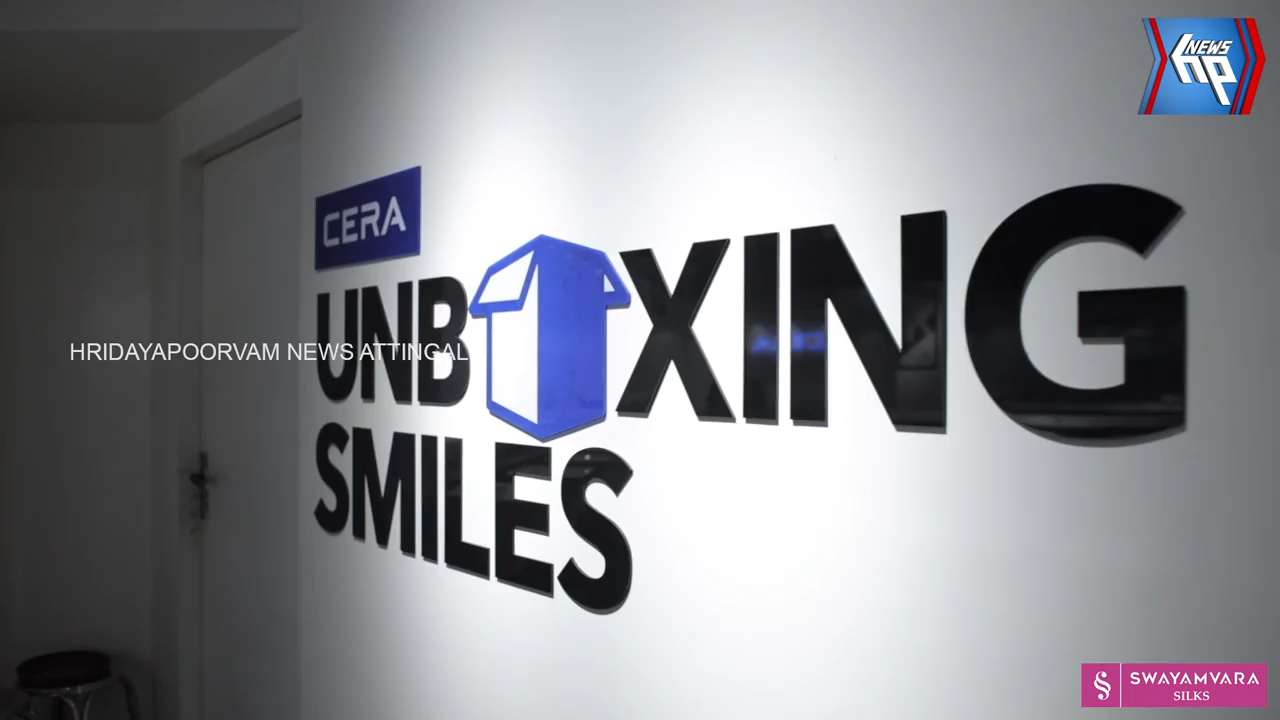 NEWS
hp
CERA
UNBOXING
HRIDAYAPOORVAM NEWS ATTINGAL
SMILES
SWAYAMVARA
SILKS